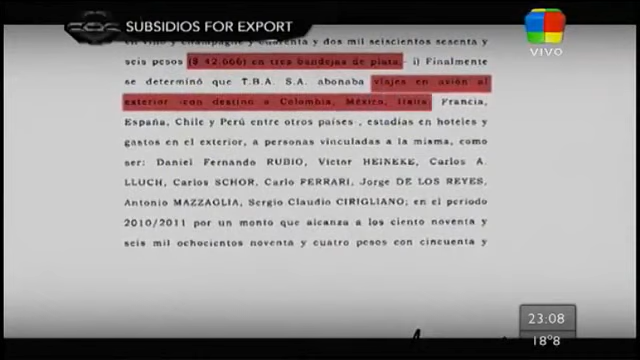 SUBSIDIOS FOR EXPORT
VIVO
en vino y champagne y cuarenta y dos mil seiscientos sesenta y
seis pesos ($ 42.666) en tres bandejas de plata.- i) Finalmente
se determinó que T.B.A. S.A. abonaba viajes en avión al
exterior con destino a Colombia, México, Italia, Francia,
España, Chile y Perú entre otros países, estadías en hoteles y
gastos en el exterior, a personas vinculadas a la misma, como
ser: Daniel Fernando RUBIO, Victor HEINEKE, Carlos A.
LLUCH, Carlos SCHOR, Carlo FERRARI, Jorge DE LOS REYES,
Antonio MAZZAGLIA, Sergio Claudio CIRIGLIANO; en el período
2010/2011 por un monto que alcanza a los ciento noventa y
seis mil ochocientos noventa y cuatro pesos con cincuenta y
23:08
18º8